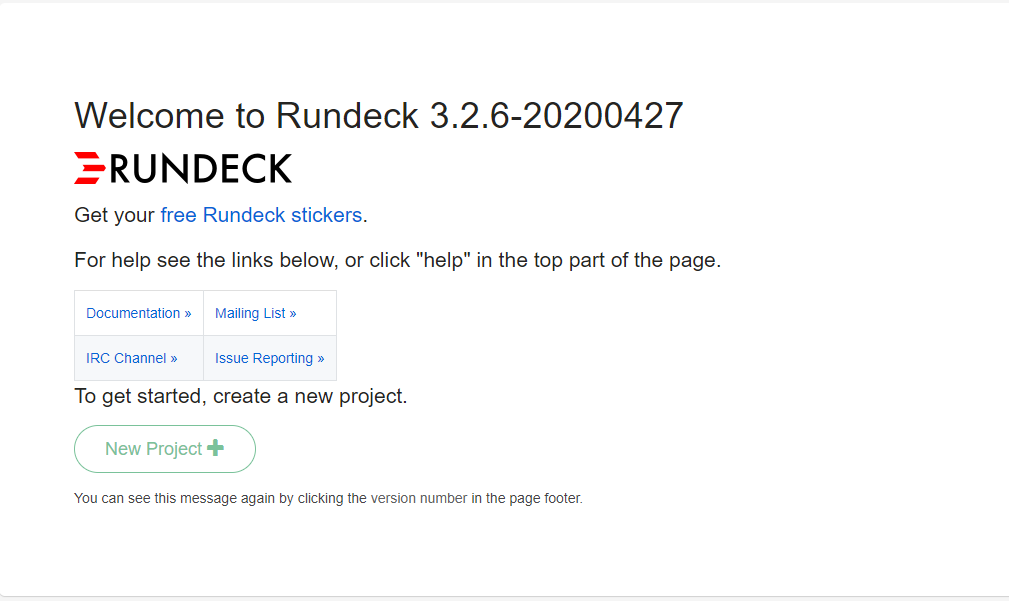 Welcome to Rundeck 3.2.6-20200427
RUNDECK
Get your free Rundeck stickers.
For help see the links below, or click "help" in the top part of the page.
Documentation » Mailing List »
IRC Channel » Issue Reporting »
To get started, create a new project.
New Project +
You can see this message again by clicking the version number in the page footer.